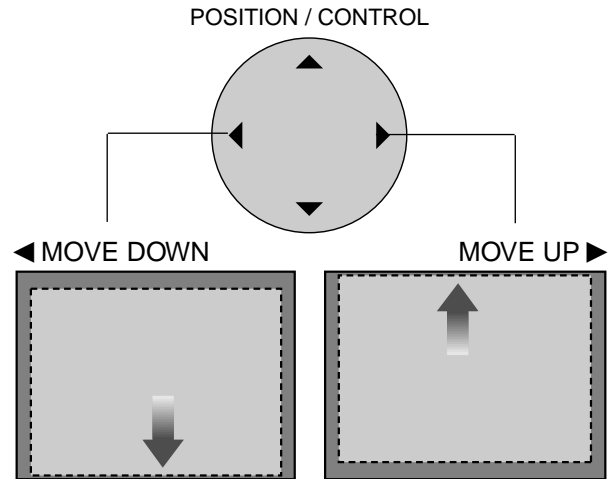 POSITION / CONTROL
◀ MOVE DOWN
MOVE UP ▶